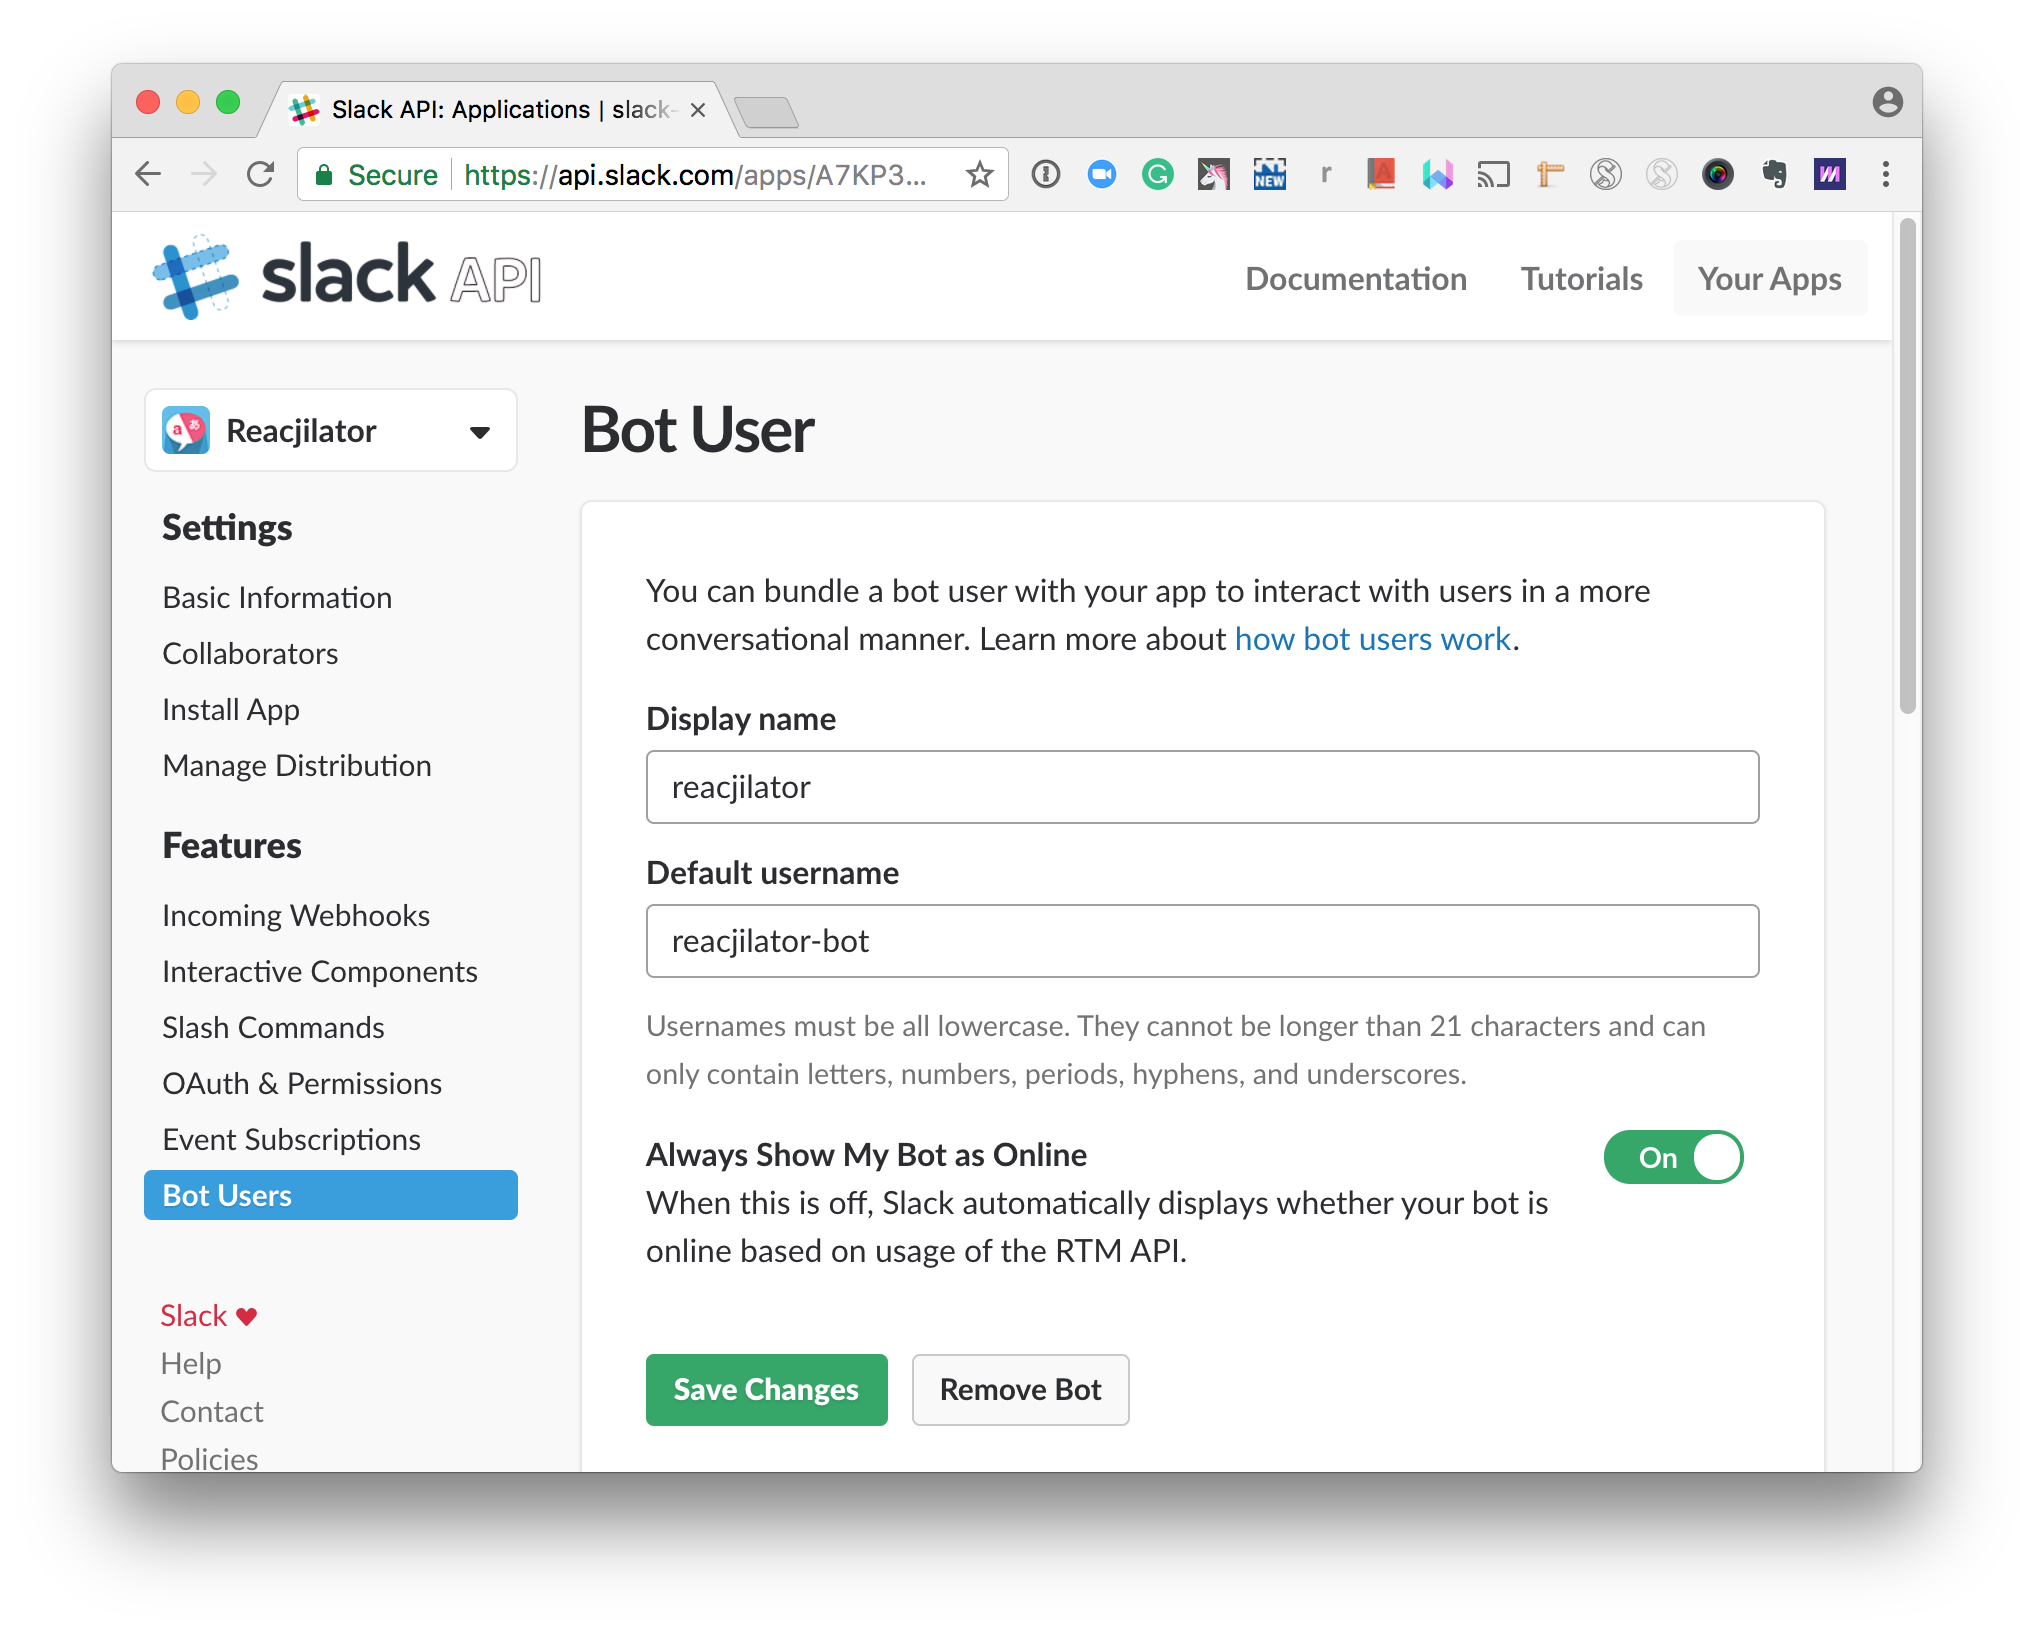 Slack API: Applications | slack-
Secure https://api.slack.com/apps/A7KP3...
NEW
r
slack API
Documentation Tutorials Your Apps
Reacjilator
Settings
Basic Information
Collaborators
Install App
Manage Distribution
Features
Incoming Webhooks
Interactive Components
Slash Commands
OAuth & Permissions
Event Subscriptions
Bot Users
Slack ♥
Help
Contact
Policies
Bot User
You can bundle a bot user with your app to interact with users in a more
conversational manner. Learn more about how bot users work.
Display name
reacjilator
Default username
reacjilator-bot
Usernames must be all lowercase. They cannot be longer than 21 characters and can
only contain letters, numbers, periods, hyphens, and underscores.
Always Show My Bot as Online
On
When this is off, Slack automatically displays whether your bot is
online based on usage of the RTM API.
Save Changes Remove Bot